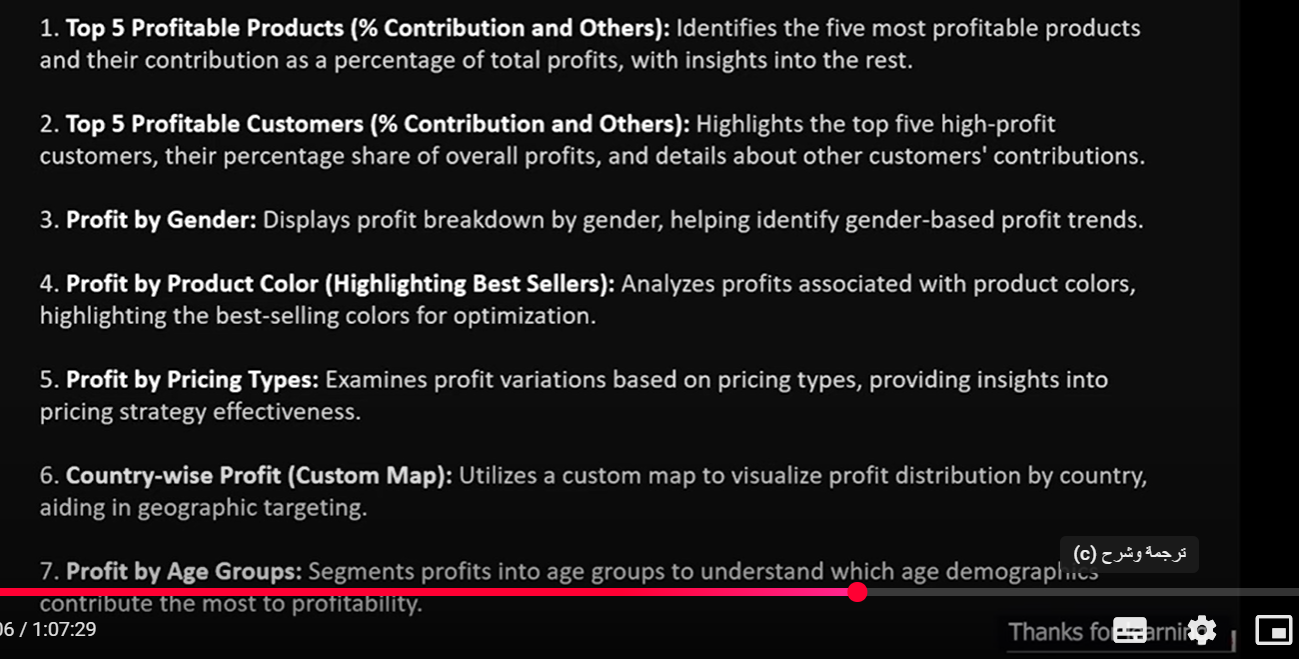 1. Top 5 Profitable Products (% Contribution and Others): Identifies the five most profitable products
and their contribution as a percentage of total profits, with insights into the rest.
2. Top 5 Profitable Customers (% Contribution and Others): Highlights the top five high-profit
customers, their percentage share of overall profits, and details about other customers' contributions.
3. Profit by Gender: Displays profit breakdown by gender, helping identify gender-based profit trends.
4. Profit by Product Color (Highlighting Best Sellers): Analyzes profits associated with product colors,
highlighting the best-selling colors for optimization.
5. Profit by Pricing Types: Examines profit variations based on pricing types, providing insights into
pricing strategy effectiveness.
6. Country-wise Profit (Custom Map): Utilizes a custom map to visualize profit distribution by country,
aiding in geographic targeting.
ترجمة وشرح (c)
7. Profit by Age Groups: Segments profits into age groups to understand which age demographics
contribute the most to profitability.
06 / 1:07:29
Thanks for learning